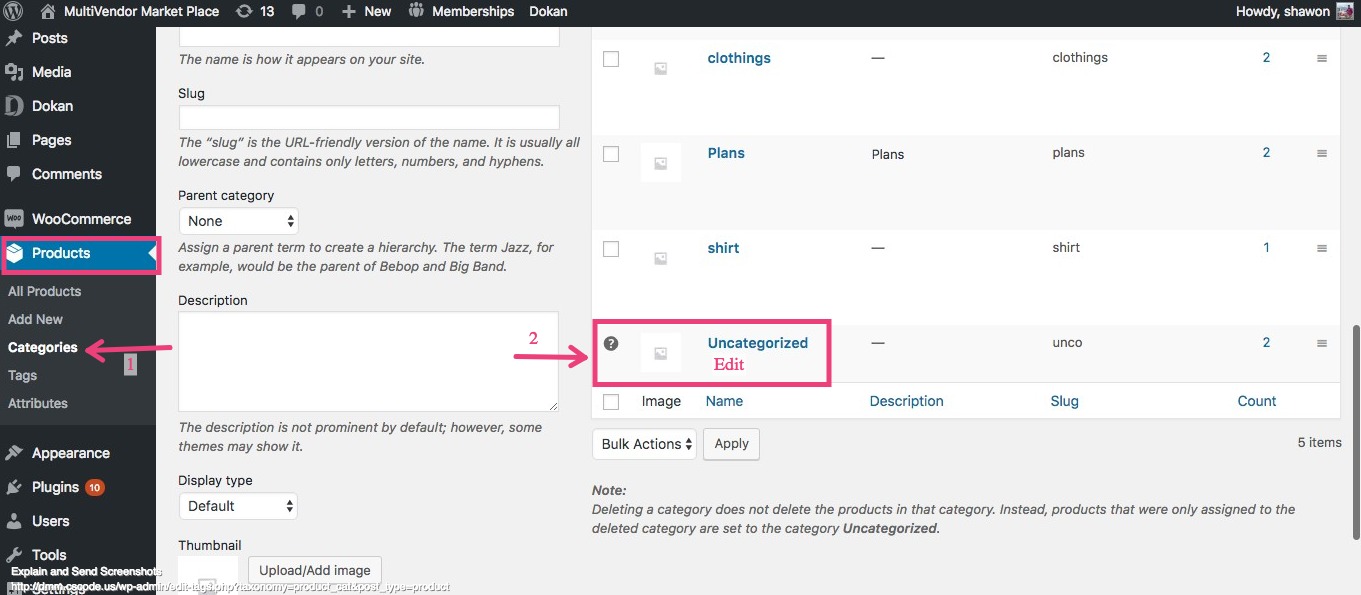 MultiVendor Market Place 13 0 New Memberships Dokan Howdy, shawon
Posts
Media
Dokan
Pages
Comments
WooCommerce
Products
All Products
Add New
Categories
1
Tags
Attributes
Appearance
Plugins 10
Users
Tools
Settings
The name is how it appears on your site.
Slug
The “slug” is the URL-friendly version of the name. It is usually all
lowercase and contains only letters, numbers, and hyphens.
Parent category
None
Assign a parent term to create a hierarchy. The term Jazz, for
example, would be the parent of Bebop and Big Band.
Description
2
The description is not prominent by default; however, some
themes may show it.
Display type
Default
Thumbnail
Upload/Add image
clothings — clothings 2
Plans Plans plans 2
shirt — shirt 1
? Uncategorized — unco 2
Edit
Image Name Description Slug Count
Bulk Actions Apply 5 items
Note:
Deleting a category does not delete the products in that category. Instead, products that were only assigned to the
deleted category are set to the category Uncategorized.
Explain and Send Screenshots
http://dmm.cscode.us/wp-admin/edit-tags.php?taxonomy=product_cat&post_type=product